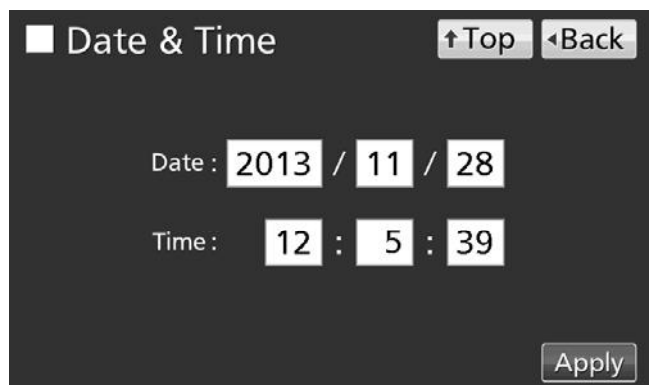 Date & Time ↑Top ◂Back
Date : 2013 / 11 / 28
Time : 12 : 5 : 39
Apply